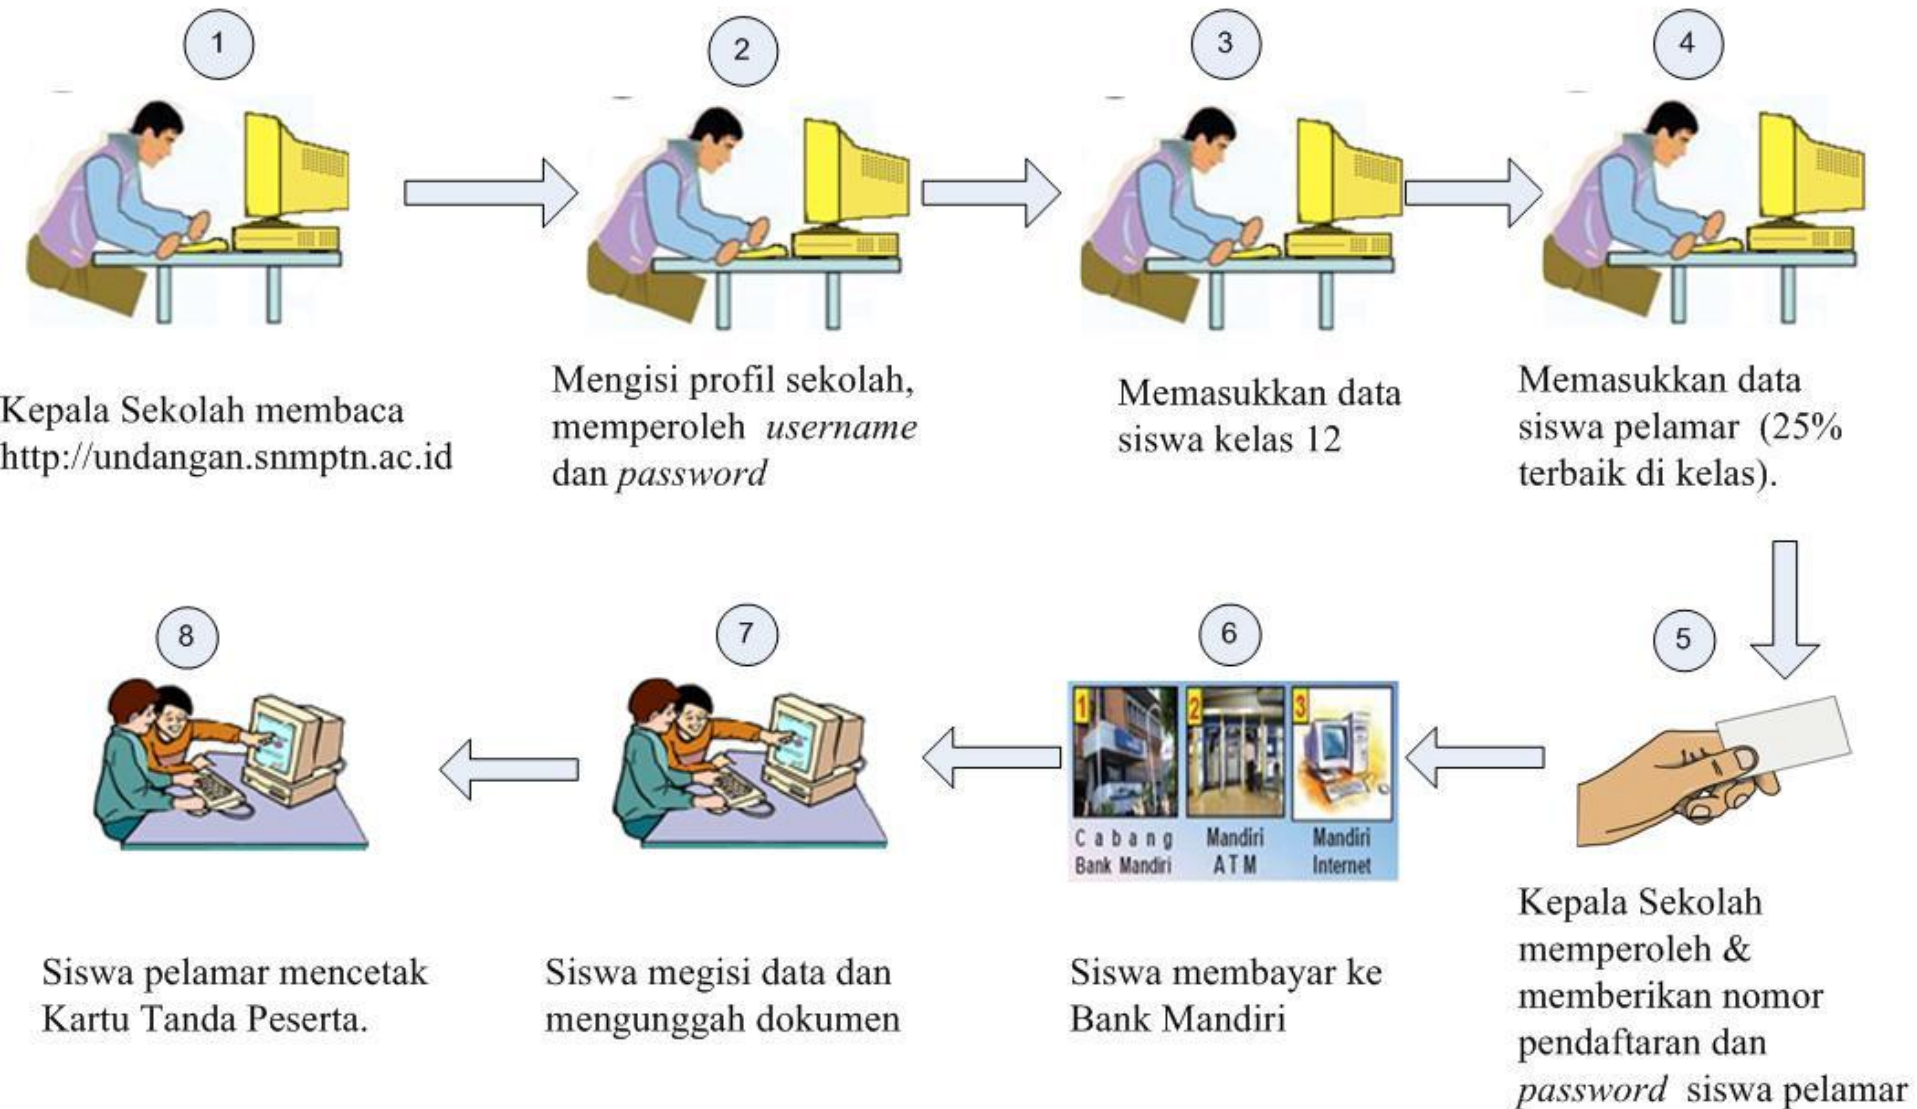 1
2
3
4
Kepala Sekolah membaca
http://undangan.snmptn.ac.id
Mengisi profil sekolah,
memperoleh username
dan password
Memasukkan data
siswa kelas 12
Memasukkan data
siswa pelamar (25%
terbaik di kelas).
5
Kepala Sekolah
memperoleh &
memberikan nomor
pendaftaran dan
password siswa pelamar
6
1
2
3
Cabang
Bank Mandiri
Mandiri
ATM
Mandiri
Internet
Siswa membayar ke
Bank Mandiri
7
Siswa megisi data dan
mengunggah dokumen
8
Siswa pelamar mencetak
Kartu Tanda Peserta.